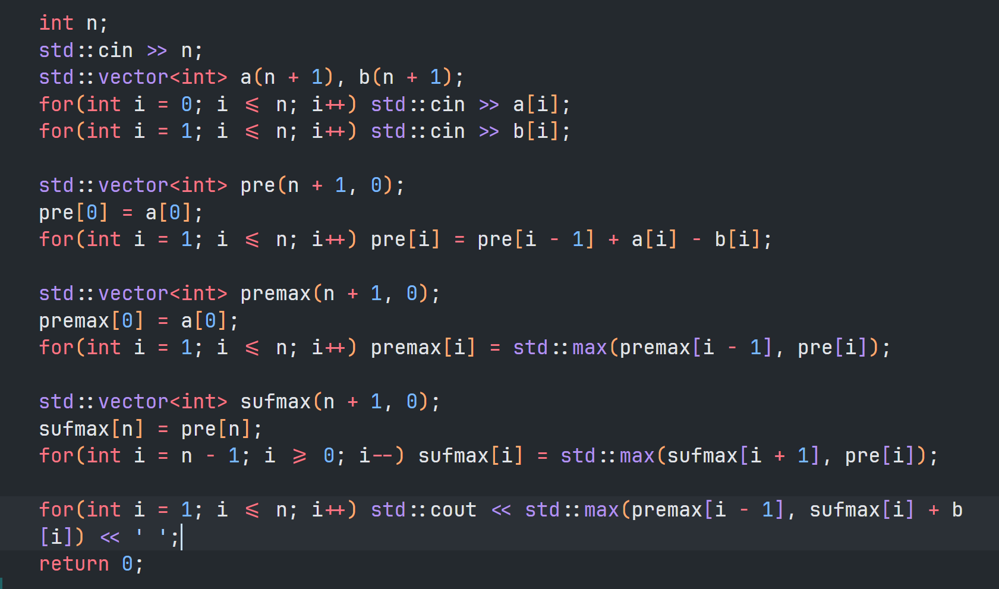 int n;
std::cin >> n;
std::vector<int> a(n + 1), b(n + 1);
for(int i = 0; i <= n; i++) std::cin >> a[i];
for(int i = 1; i <= n; i++) std::cin >> b[i];
std::vector<int> pre(n + 1, 0);
pre[0] = a[0];
for(int i = 1; i <= n; i++) pre[i] = pre[i - 1] + a[i] - b[i];
std::vector<int> premax(n + 1, 0);
premax[0] = a[0];
for(int i = 1; i <= n; i++) premax[i] = std::max(premax[i - 1], pre[i]);
std::vector<int> sufmax(n + 1, 0);
sufmax[n] = pre[n];
for(int i = n - 1; i >= 0; i--) sufmax[i] = std::max(sufmax[i + 1], pre[i]);
for(int i = 1; i <= n; i++) std::cout << std::max(premax[i - 1], sufmax[i] + b
[i]) << ' ';
return 0;